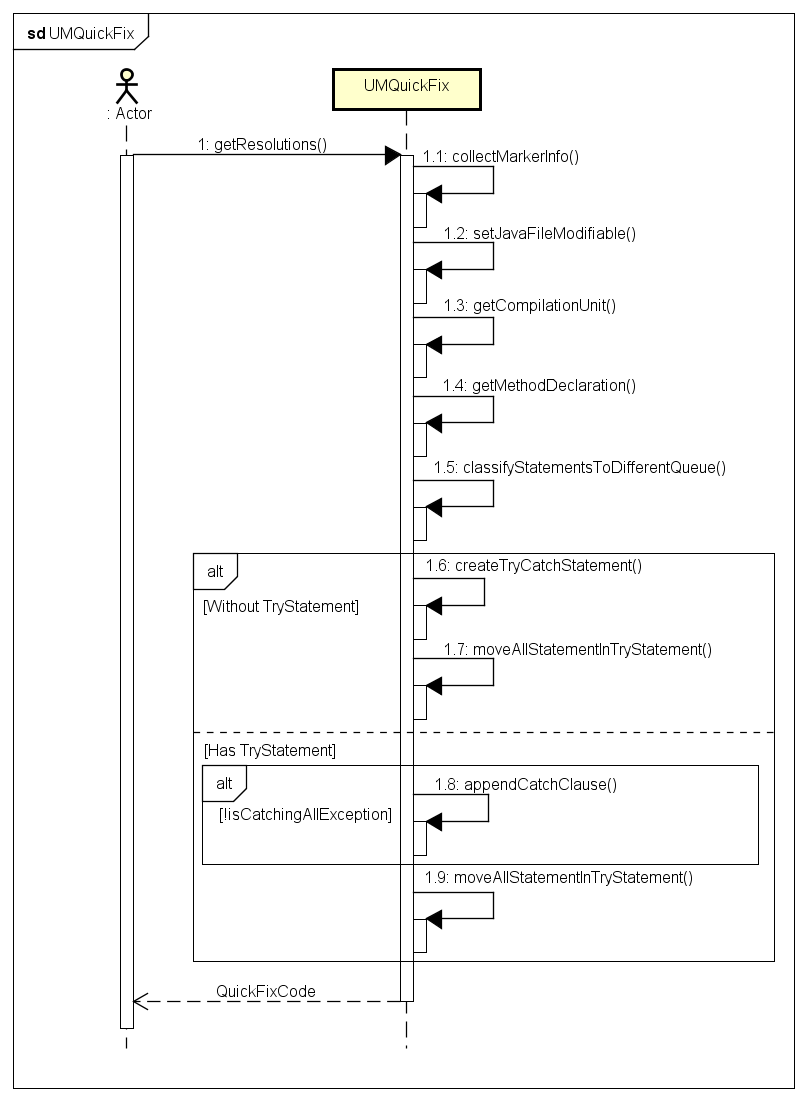 sd UMQuickFix
: Actor
UMQuickFix
1: getResolutions()
1.1: collectMarkerInfo()
1.2: setJavaFileModifiable()
1.3: getCompilationUnit()
1.4: getMethodDeclaration()
1.5: classifyStatementsToDifferentQueue()
alt
1.6: createTryCatchStatement()
[Without TryStatement]
1.7: moveAllStatementInTryStatement()
[Has TryStatement]
alt
1.8: appendCatchClause()
[!isCatchingAllException]
1.9: moveAllStatementInTryStatement()
QuickFixCode